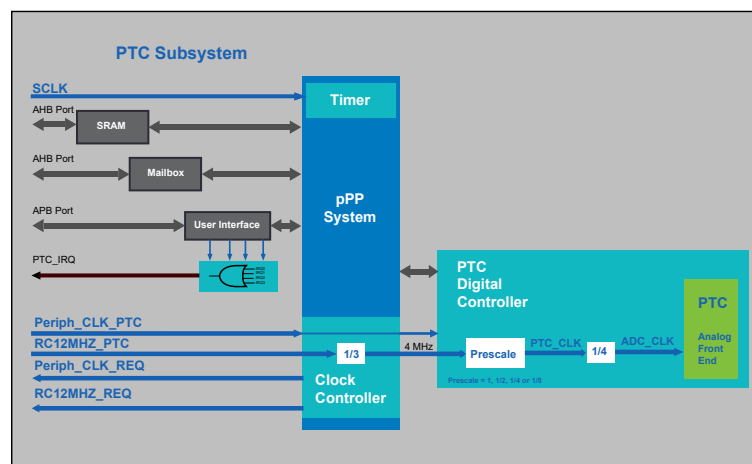 PTC Subsystem
SCLK
Timer
AHB Port
SRAM
AHB Port
Mailbox
pPP
System
APB Port
User Interface
PTC_IRQ
PTC
Digital
Controller
PTC
Analog
Front
End
Periph_CLK_PTC
RC12MHZ_PTC
1/3
4 MHz
Prescale
PTC_CLK
1/4
ADC_CLK
Periph_CLK_REQ
Clock
Controller
Prescale = 1, 1/2, 1/4 or 1/8
RC12MHZ_REQ